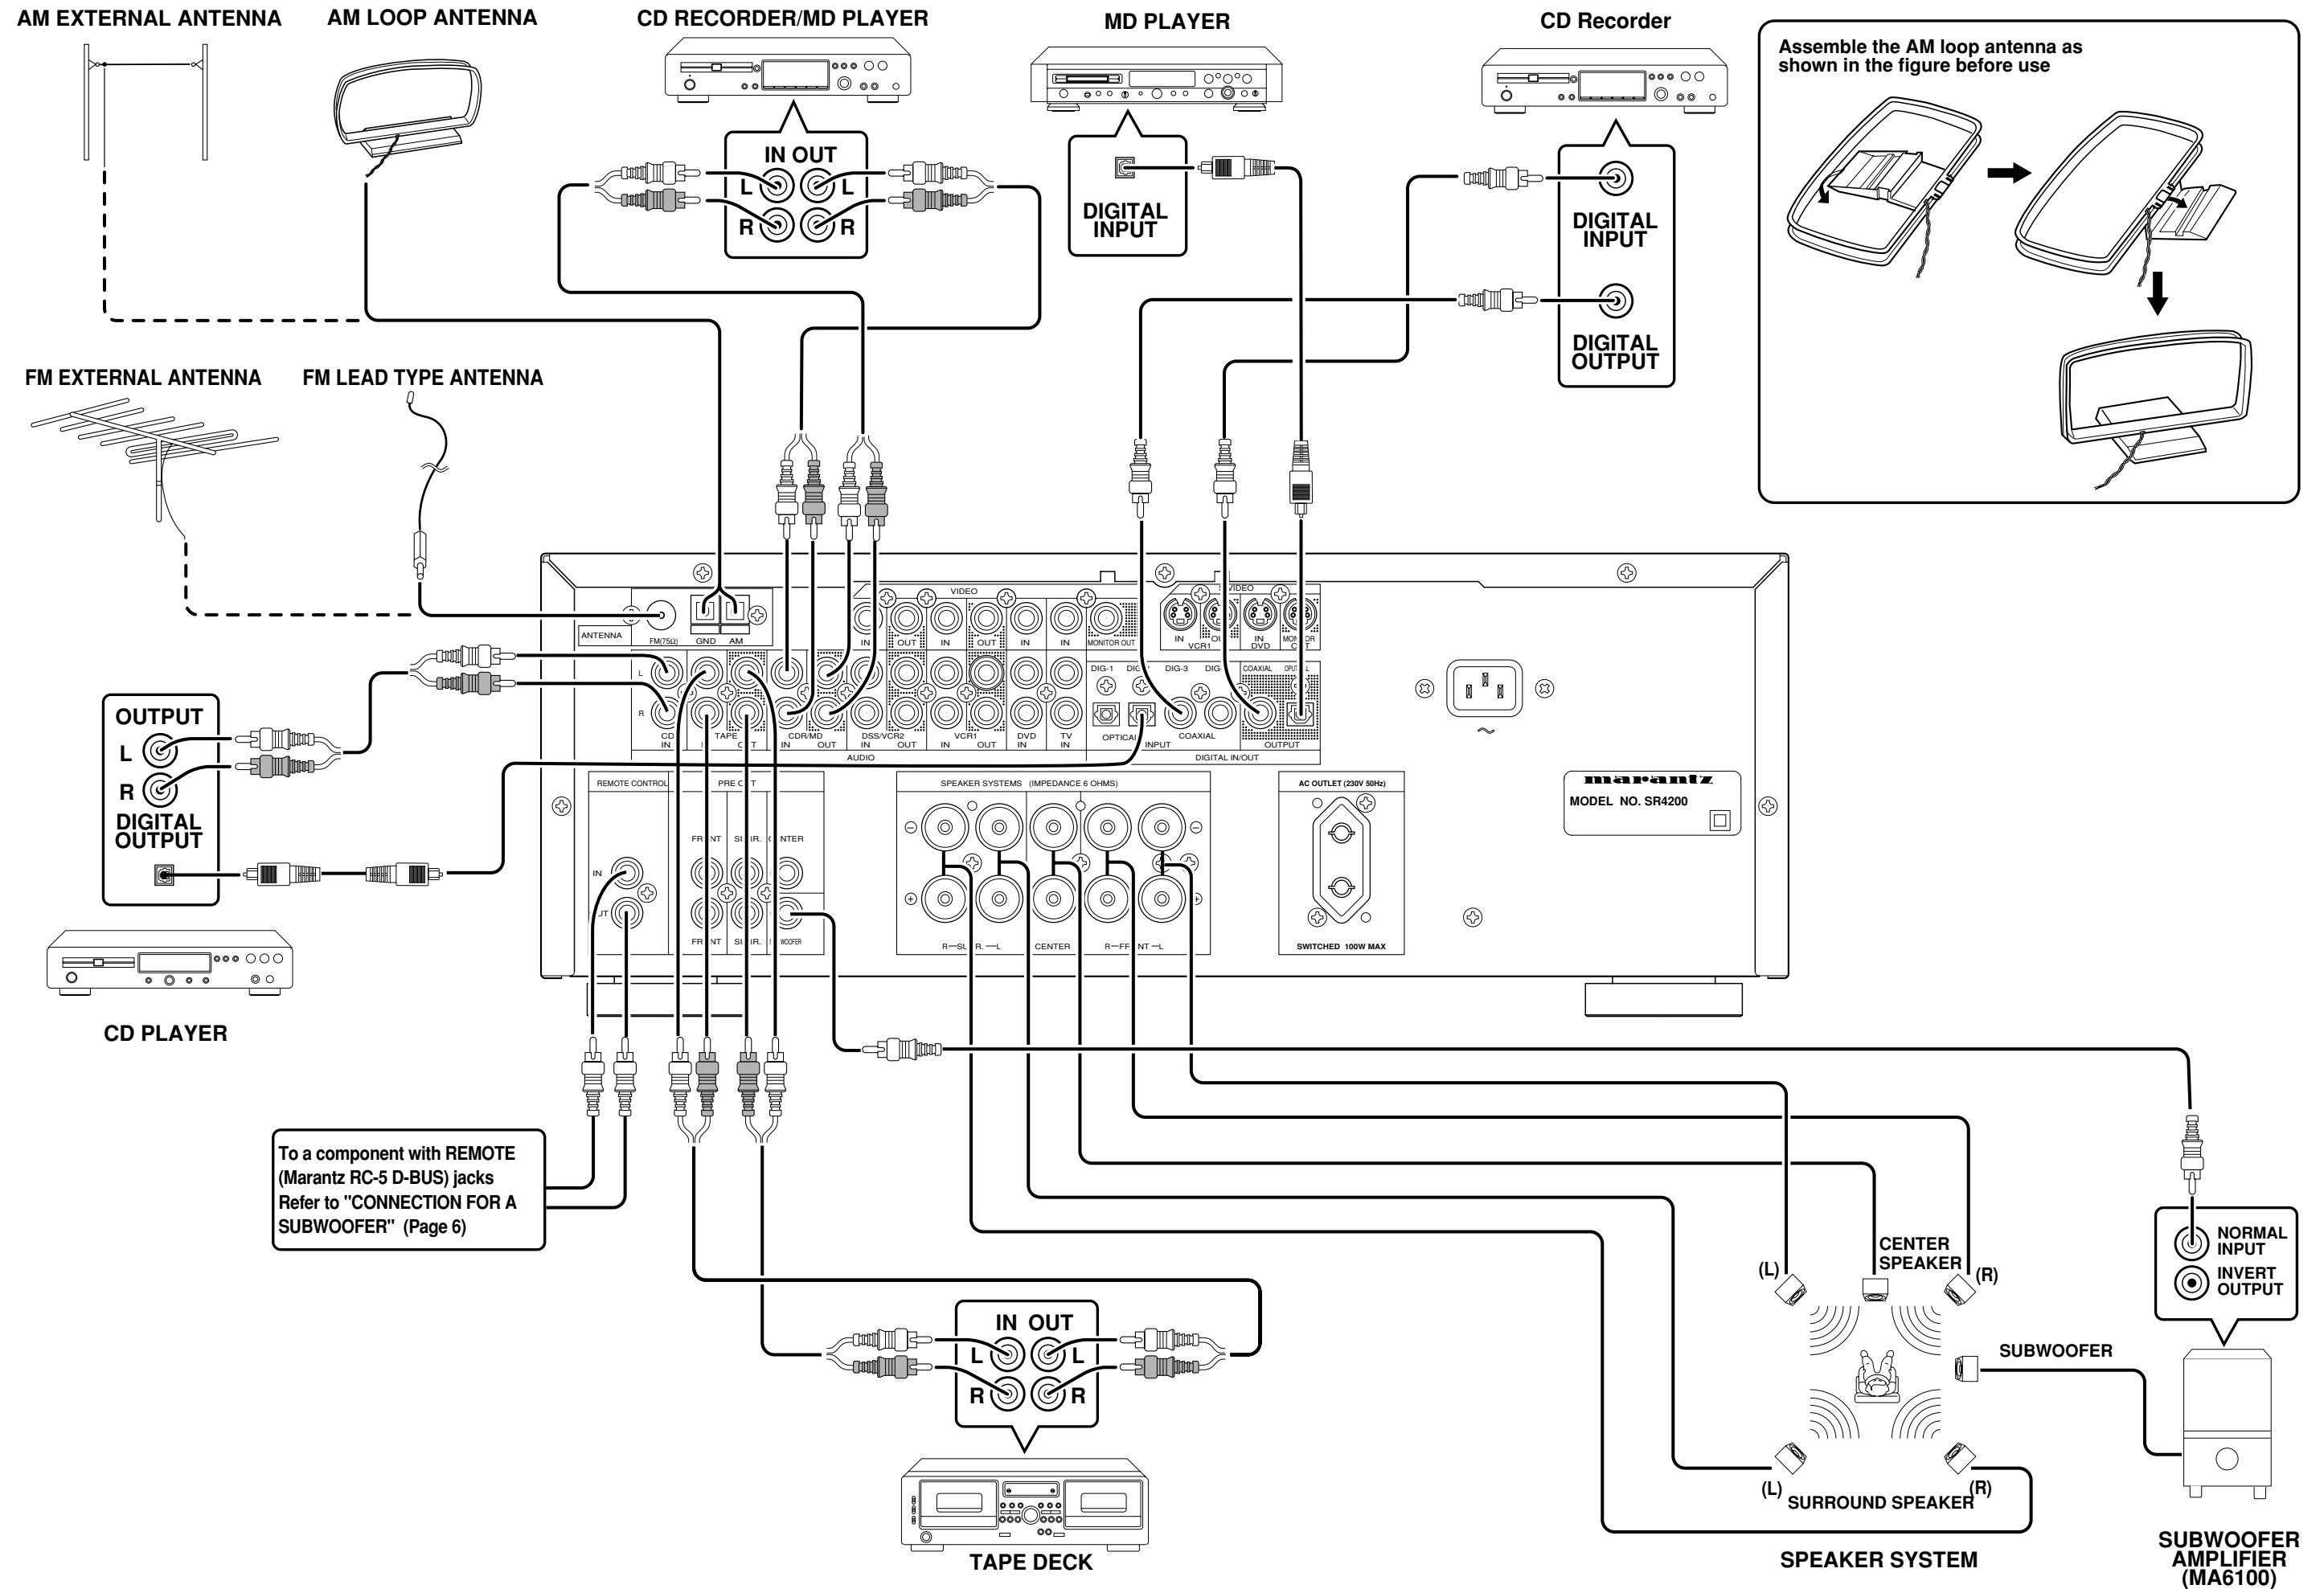 AM EXTERNAL ANTENNA
AM LOOP ANTENNA
CD RECORDER/MD PLAYER
MD PLAYER
CD Recorder
Assemble the AM loop antenna as
shown in the figure before use
IN OUT
L L
R R
DIGITAL
INPUT
DIGITAL
INPUT
DIGITAL
OUTPUT
FM EXTERNAL ANTENNA
FM LEAD TYPE ANTENNA
VIDEO
ANTENNA
FM(75Ω)
GND
AM
IN
OUT
IN
OUT
IN
IN
MONITOR OUT
IN
VCR1
IN
DVD
L
R
DIG-1
DIG-3
COAXIAL
TAPE
CDR/MD
IN
OUT
DSS/VCR2
IN
OUT
VCR1
IN
OUT
DVD
IN
TV
IN
AUDIO
COAXIAL
INPUT
OUTPUT
DIGITAL IN/OUT
OUTPUT
L
R
DIGITAL
OUTPUT
CD PLAYER
REMOTE CONTROL
IN
SPEAKER SYSTEMS (IMPEDANCE 6 OHMS)
− −
+ +
CENTER
AC OUTLET (230V 50Hz)
SWITCHED 100W MAX
marantz
MODEL NO. SR4200
~
To a component with REMOTE
(Marantz RC-5 D-BUS) jacks
Refer to "CONNECTION FOR A
SUBWOOFER" (Page 6)
IN OUT
L L
R R
TAPE DECK
CENTER
SPEAKER
(L)
(R)
SUBWOOFER
(L)
(R)
SURROUND SPEAKER
SPEAKER SYSTEM
NORMAL
INPUT
INVERT
OUTPUT
SUBWOOFER
AMPLIFIER
(MA6100)